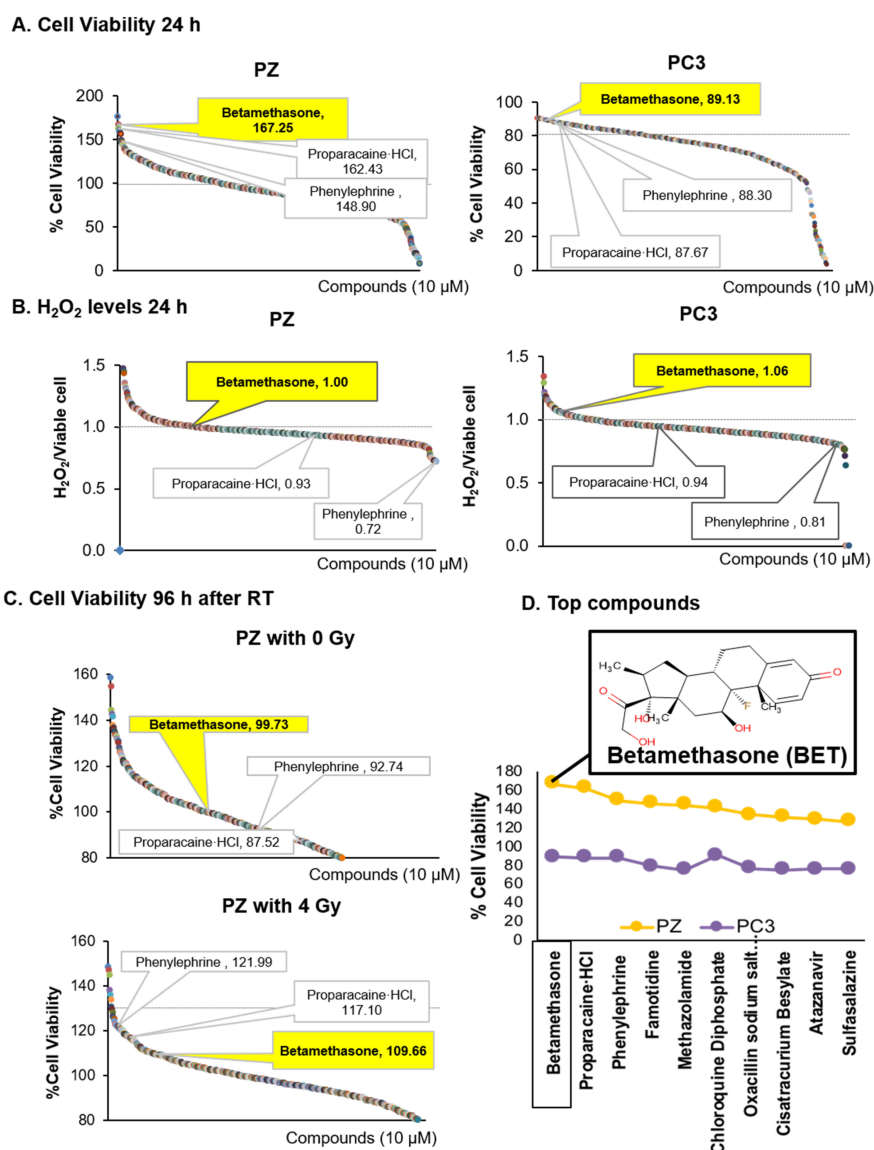 A. Cell Viability 24 h
PZ
% Cell Viability
200
150
100
50
0
Betamethasone,
167.25
Proparacaine·HCl,
162.43
Phenylephrine ,
148.90
Compounds (10 μM)
PC3
% Cell Viability
100
80
60
40
20
0
Betamethasone, 89.13
Phenylephrine , 88.30
Proparacaine·HCl, 87.67
Compounds (10 μM)
B. H₂O₂ levels 24 h
PZ
H₂O₂/Viable cell
1.5
1.0
0.5
0.0
Betamethasone, 1.00
Proparacaine·HCl, 0.93
Phenylephrine ,
0.72
Compounds (10 μM)
PC3
H₂O₂/Viable cell
1.5
1.0
0.5
0.0
Betamethasone, 1.06
Proparacaine·HCl, 0.94
Phenylephrine , 0.81
Compounds (10 μM)
C. Cell Viability 96 h after RT
PZ with 0 Gy
%Cell Viability
160
140
120
100
80
Betamethasone, 99.73
Phenylephrine , 92.74
Proparacaine·HCl, 87.52
Compounds (10 μM)
PZ with 4 Gy
%Cell Viability
160
140
120
100
80
Phenylephrine , 121.99
Proparacaine·HCl,
117.10
Betamethasone, 109.66
Compounds (10 μM)
D. Top compounds
H₃C
O
HO
H₃C
OH
F
OH
CH₃
O
Betamethasone (BET)
% Cell Viability
180
160
140
120
100
80
60
40
20
0
PZ
PC3
Betamethasone
Proparacaine·HCl
Phenylephrine
Famotidine
Methazolamide
Chloroquine Diphosphate
Oxacillin sodium salt…
Cisatracurium Besylate
Atazanavir
Sulfasalazine